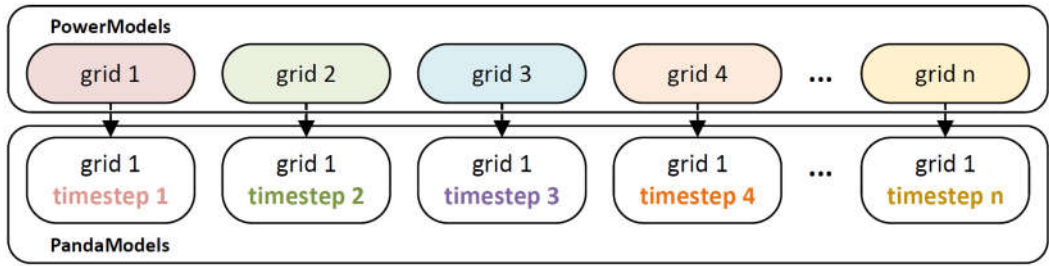 PowerModels
grid 1 grid 2 grid 3 grid 4 ... grid n
grid 1 grid 1 grid 1 grid 1 ... grid 1
timestep 1 timestep 2 timestep 3 timestep 4 timestep n
PandaModels